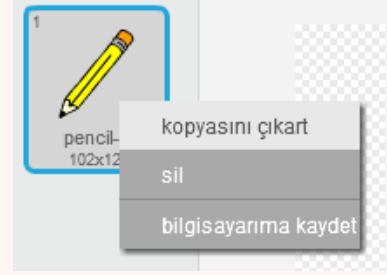 1
pencil-
102x12
kopyasını çıkart
sil
bilgisayarıma kaydet